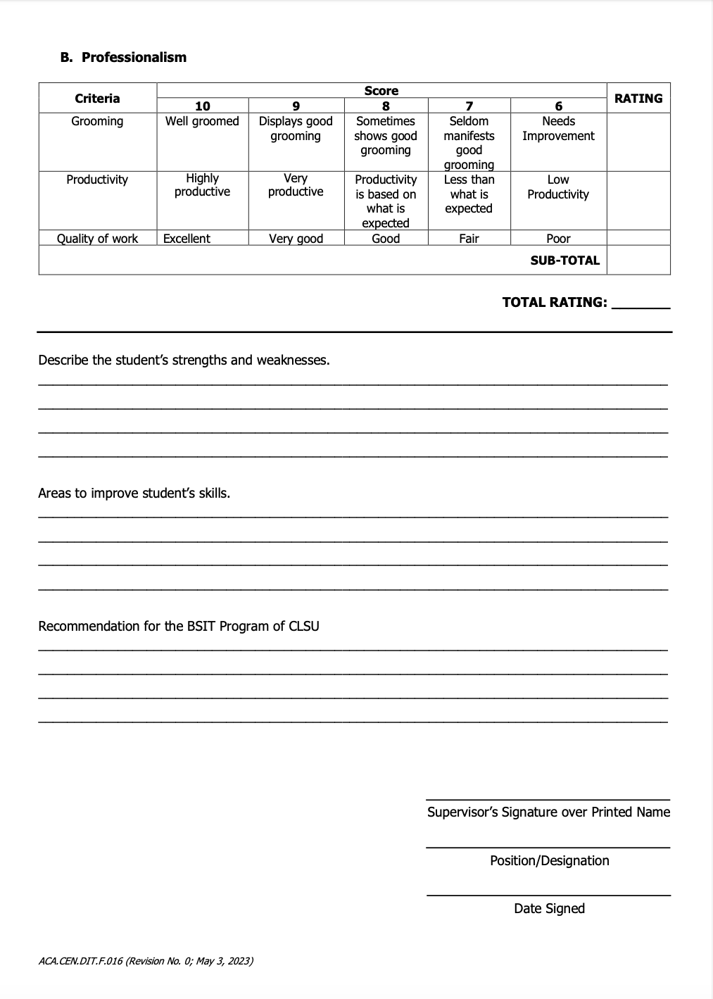 B. Professionalism
Criteria
Score
RATING
10 9 8 7 6
Grooming
Well groomed
Displays good
grooming
Sometimes
shows good
grooming
Seldom
manifests
good
grooming
Needs
Improvement
Productivity
Highly
productive
Very
productive
Productivity
is based on
what is
expected
Less than
what is
expected
Low
Productivity
Quality of work Excellent Very good Good Fair Poor
SUB-TOTAL
TOTAL RATING: ________
Describe the student’s strengths and weaknesses.
Areas to improve student’s skills.
Recommendation for the BSIT Program of CLSU
Supervisor’s Signature over Printed Name
Position/Designation
Date Signed
ACA.CEN.DIT.F.016 (Revision No. 0; May 3, 2023)